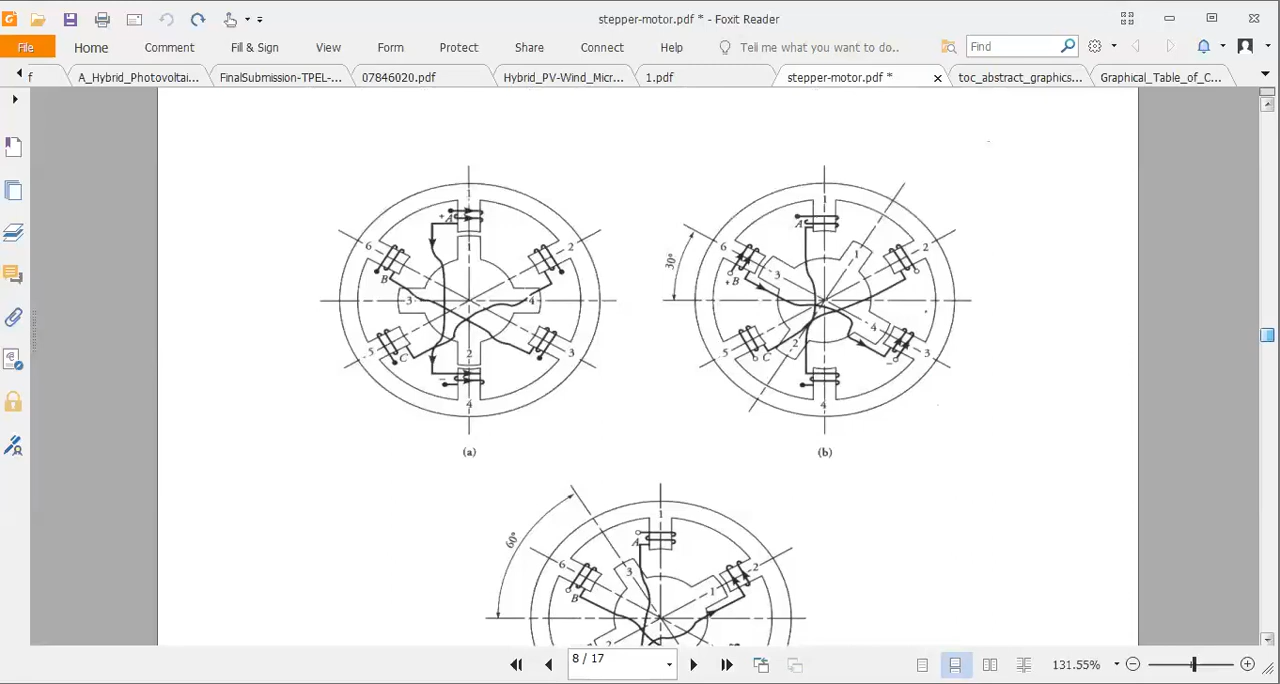 stepper-motor.pdf * - Foxit Reader
File Home Comment Fill & Sign View Form Protect Share Connect Help Tell me what you want to do.. Find
f A_Hybrid_Photovoltai... FinalSubmission-TPEL-... 07846020.pdf Hybrid_PV-Wind_Micr... 1.pdf stepper-motor.pdf * toc_abstract_graphics... Graphical_Table_of_C...
1
+ A
1
6
2
B
3
4
5
C
2
3
-
4
(a)
1
A
30°
6
1
2
+B
3
4
5
C
2
3
-
4
(b)
60°
1
A
6
3
2
B
1
8 / 17
131.55%